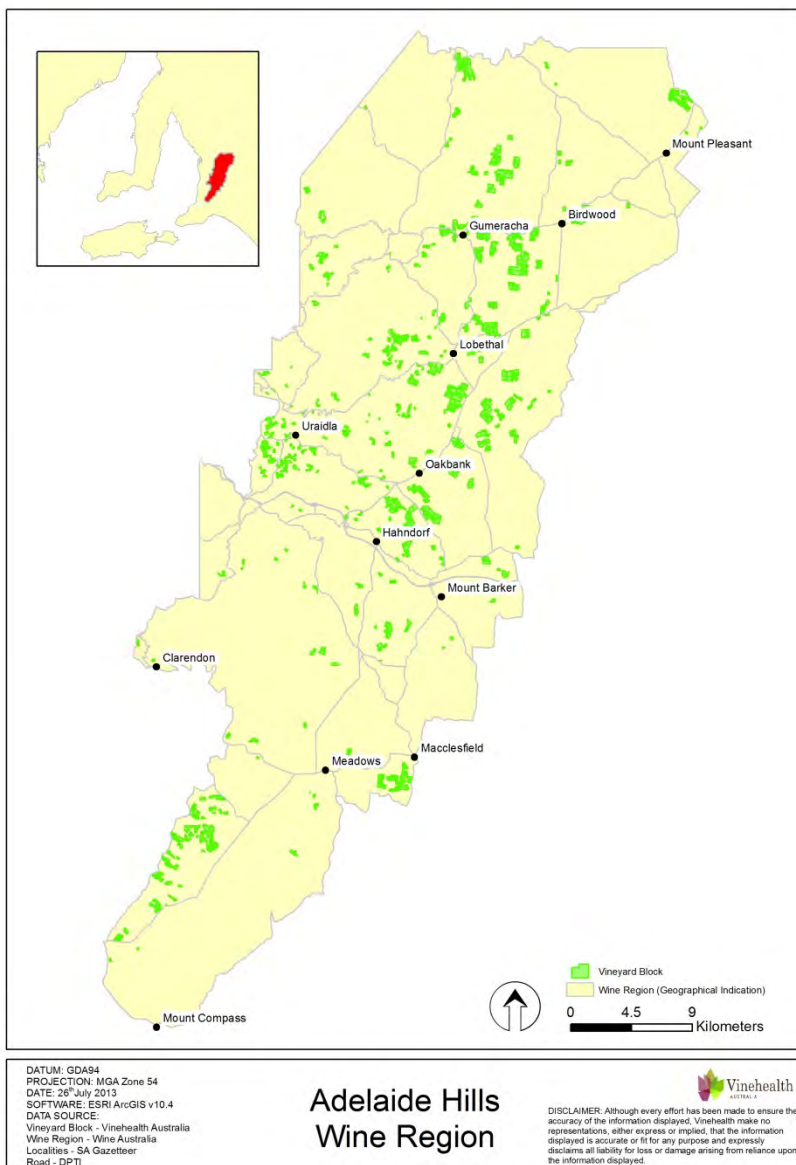 Mount Pleasant
Birdwood
Gumeracha
Lobethal
Uraidla
Oakbank
Hahndorf
Mount Barker
Clarendon
Macclesfield
Meadows
Mount Compass
Vineyard Block
Wine Region (Geographical Indication)
0 4.5 9
Kilometers
DATUM: GDA94
PROJECTION: MGA Zone 54
DATE: 26th July 2013
SOFTWARE: ESRI ArcGIS v10.4
DATA SOURCE:
Vineyard Block - Vinehealth Australia
Wine Region - Wine Australia
Localities - SA Gazetteer
Road - DPTI
Adelaide Hills
Wine Region
Vinehealth
AUSTRALIA
DISCLAIMER: Although every effort has been made to ensure the
accuracy of the information displayed, Vinehealth make no
representations, either express or implied, that the information
displayed is accurate or fit for any purpose and expressly
disclaims all liability for loss or damage arising from reliance upon
the information displayed.